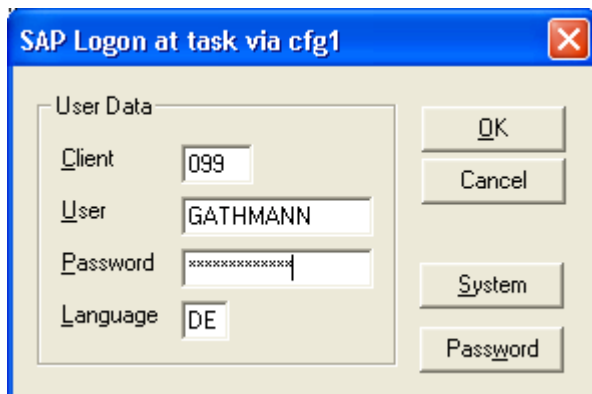 SAP Logon at task via cfg1
User Data
Client 099
User GATHMANN
Password *************
Language DE
OK
Cancel
System
Password